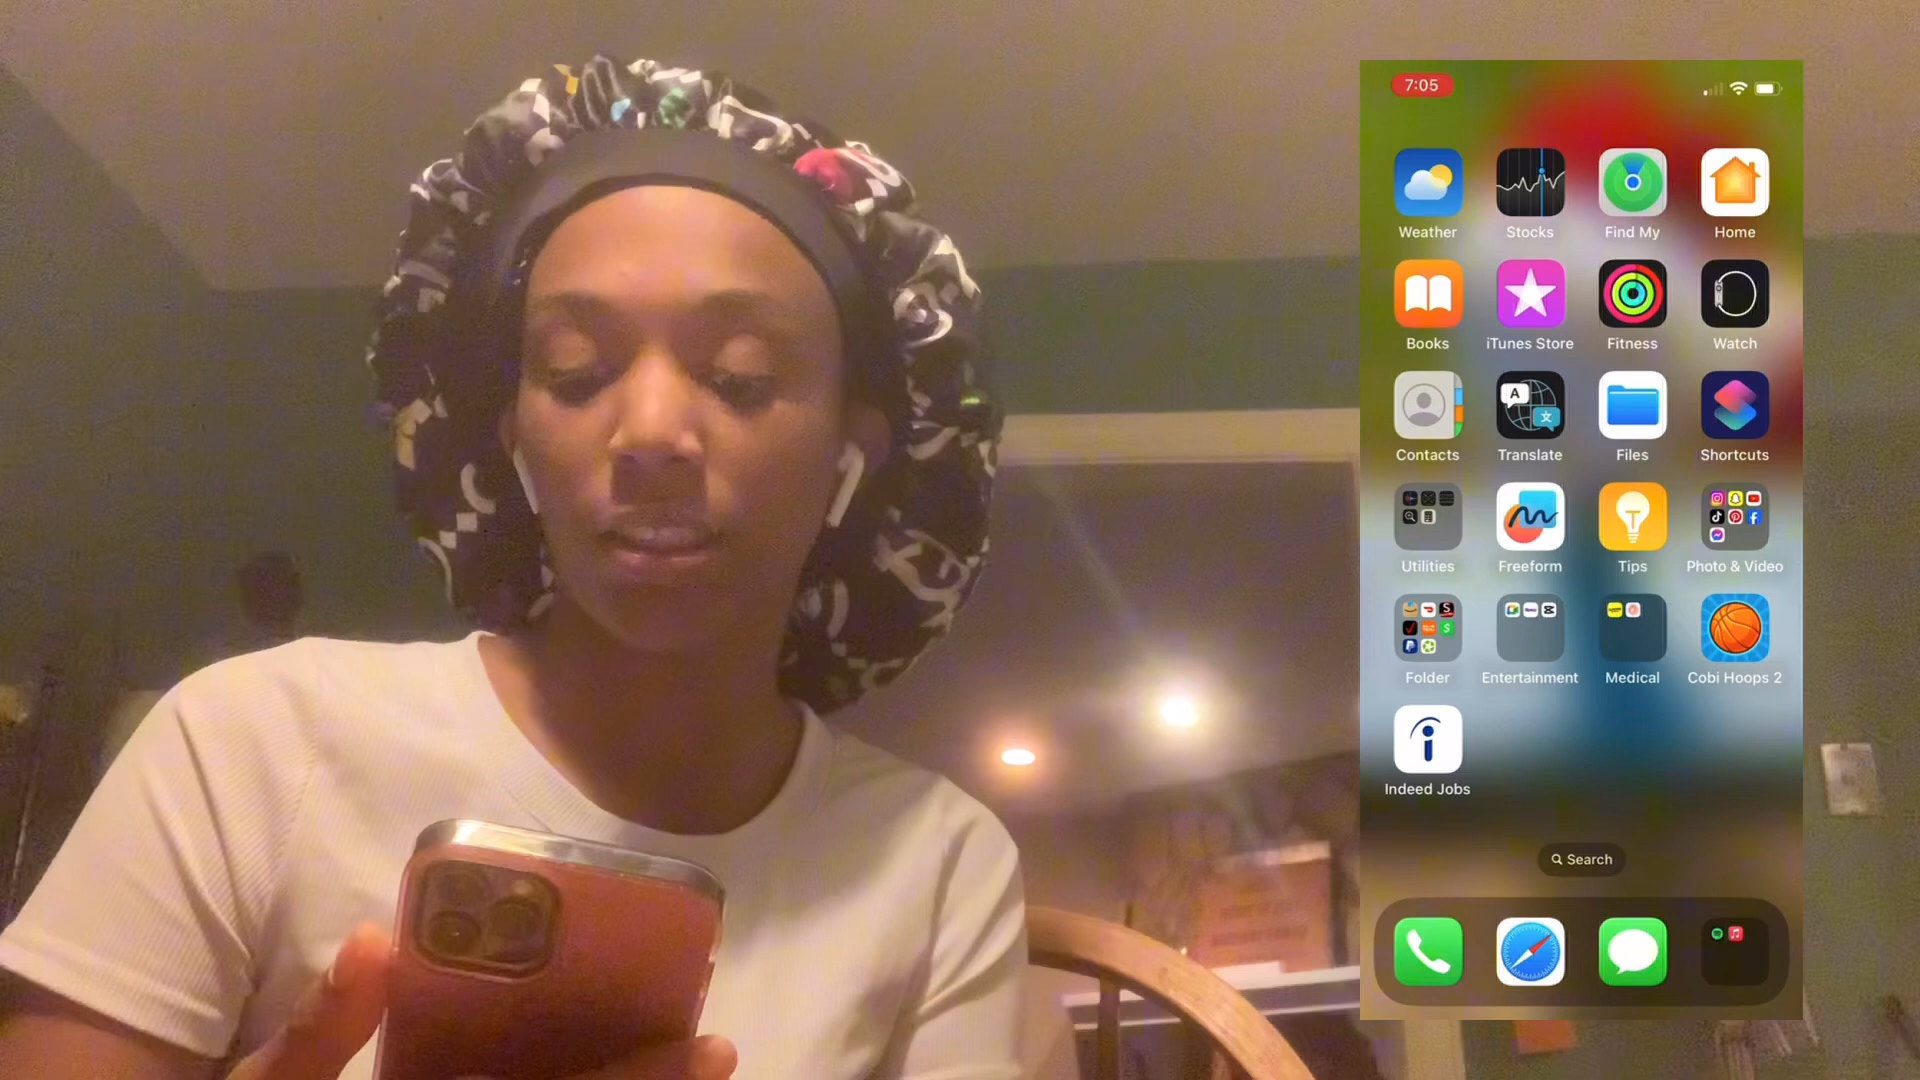 7:05
Weather Stocks Find My Home
Books iTunes Store Fitness Watch
Contacts Translate Files Shortcuts
Utilities Freeform Tips Photo & Video
Folder Entertainment Medical Cobi Hoops 2
Indeed Jobs
Search